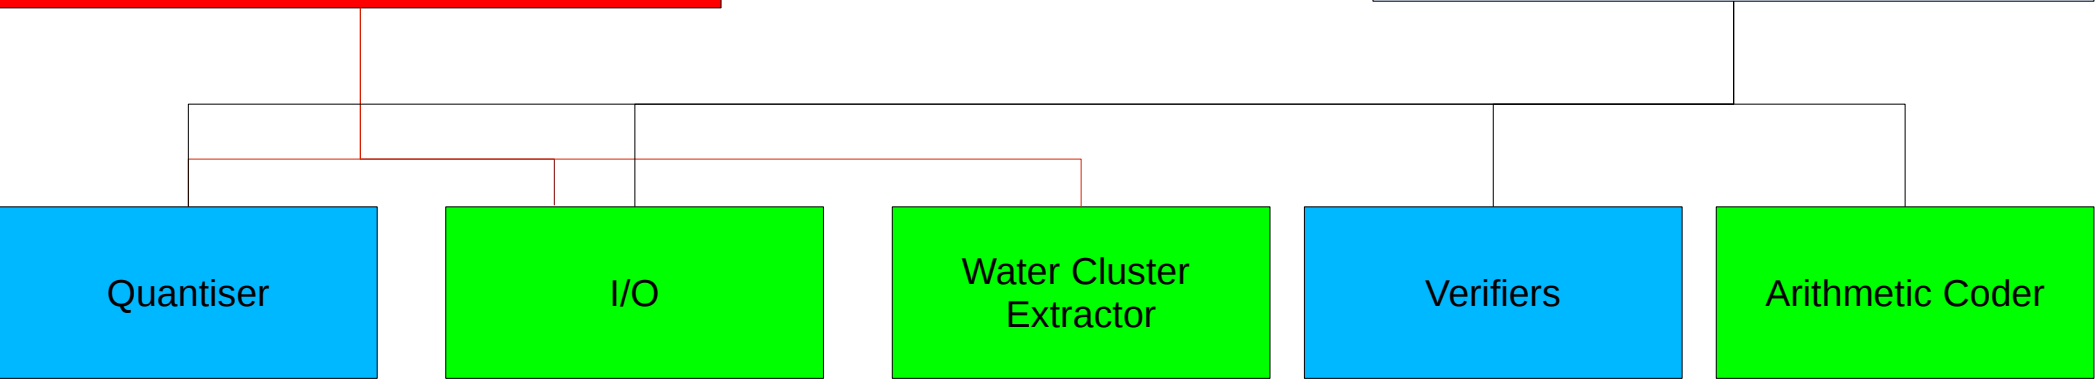 Quantiser
I/O
Water Cluster
Extractor
Verifiers
Arithmetic Coder